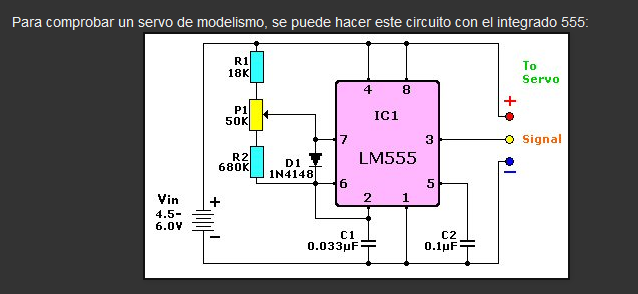 Para comprobar un servo de modelismo, se puede hacer este circuito con el integrado 555:
R1
18K
P1
50K
R2
680K
D1
1N4148
4 8
IC1
7
3
LM555
6
5
2 1
To
Servo
+
Signal
−
Vin
4.5-
6.0V
+
−
C1
0.033µF
C2
0.1µF